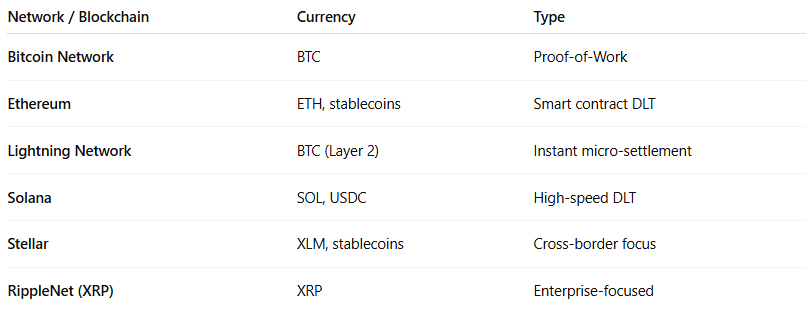 Network / Blockchain Currency Type
Bitcoin Network BTC Proof-of-Work
Ethereum ETH, stablecoins Smart contract DLT
Lightning Network BTC (Layer 2) Instant micro-settlement
Solana SOL, USDC High-speed DLT
Stellar XLM, stablecoins Cross-border focus
RippleNet (XRP) XRP Enterprise-focused